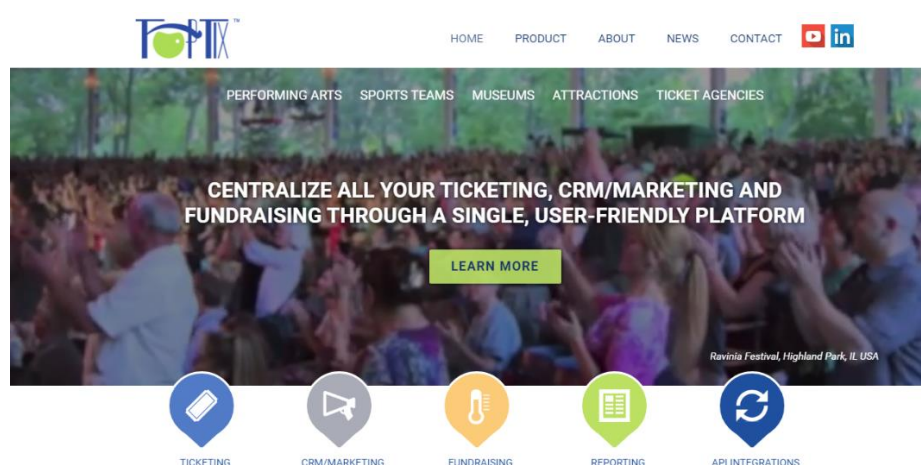 TOPTIX™
HOME PRODUCT ABOUT NEWS CONTACT in
PERFORMING ARTS SPORTS TEAMS MUSEUMS ATTRACTIONS TICKET AGENCIES
CENTRALIZE ALL YOUR TICKETING, CRM/MARKETING AND
FUNDRAISING THROUGH A SINGLE, USER-FRIENDLY PLATFORM
LEARN MORE
Ravinia Festival, Highland Park, IL USA
TICKETING CRM/MARKETING FUNDRAISING REPORTING API INTEGRATIONS